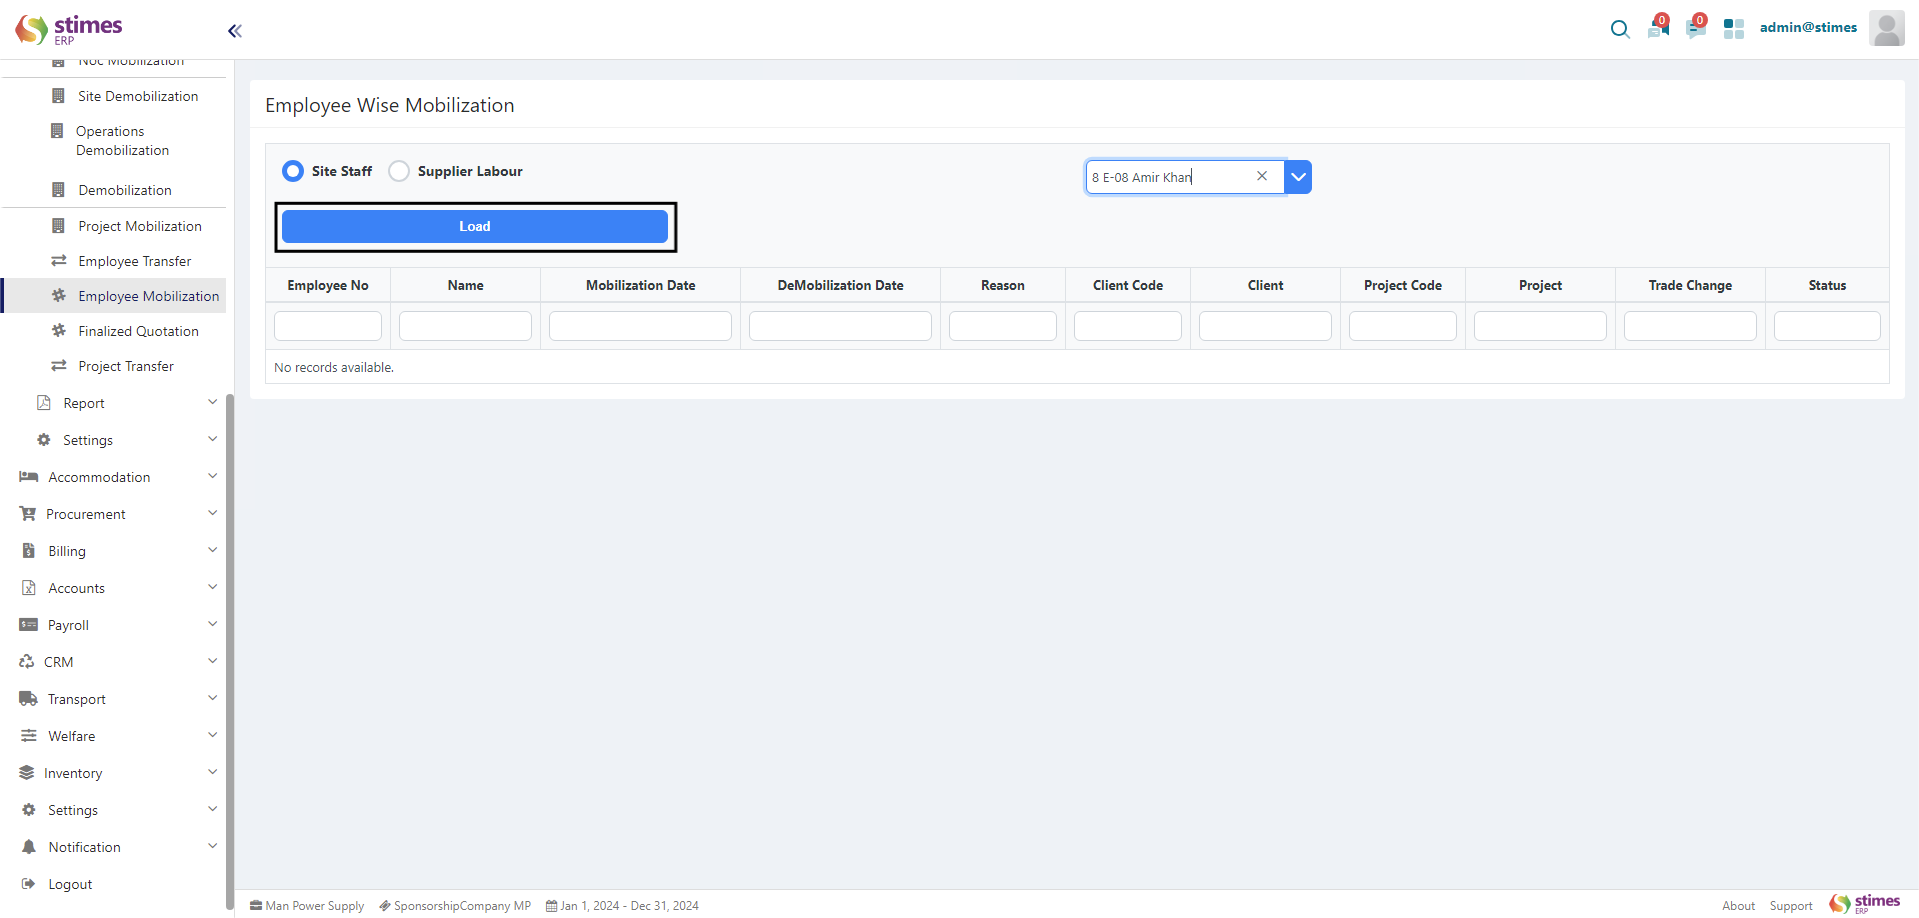 stimes
ERP
0
0
admin@stimes
Noc Mobilization
Site Demobilization
Operations
Demobilization
Demobilization
Project Mobilization
Employee Transfer
Employee Mobilization
Finalized Quotation
Project Transfer
Report
Settings
Accommodation
Procurement
Billing
Accounts
Payroll
CRM
Transport
Welfare
Inventory
Settings
Notification
Logout
Employee Wise Mobilization
Site Staff Supplier Labour
8 E-08 Amir Khan
Load
Employee No Name Mobilization Date DeMobilization Date Reason Client Code Client Project Code Project Trade Change Status
No records available.
Man Power Supply SponsorshipCompany MP Jan 1, 2024 - Dec 31, 2024
About Support stimes
ERP